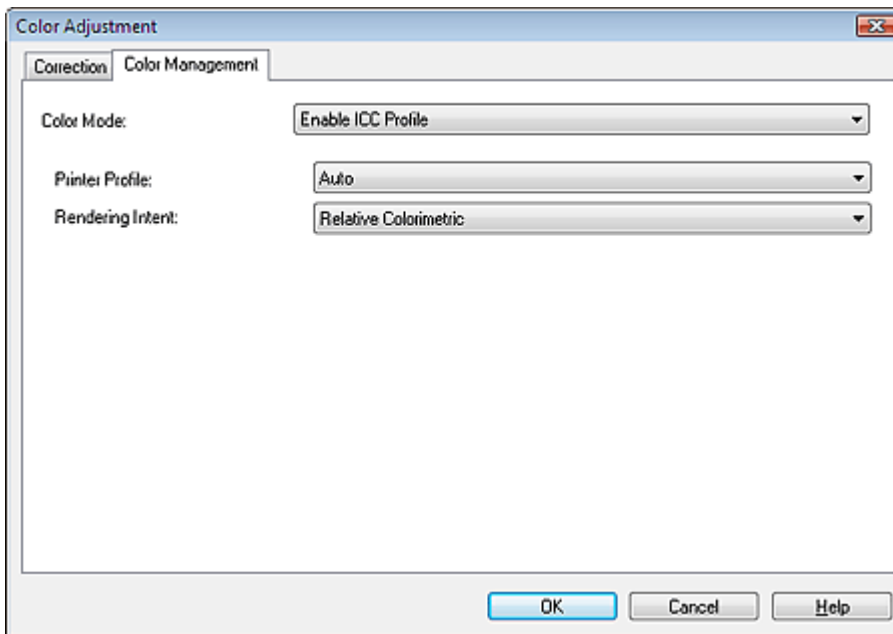 Color Adjustment
Correction Color Management
Color Mode: Enable ICC Profile
Printer Profile: Auto
Rendering Intent: Relative Colorimetric
OK Cancel Help